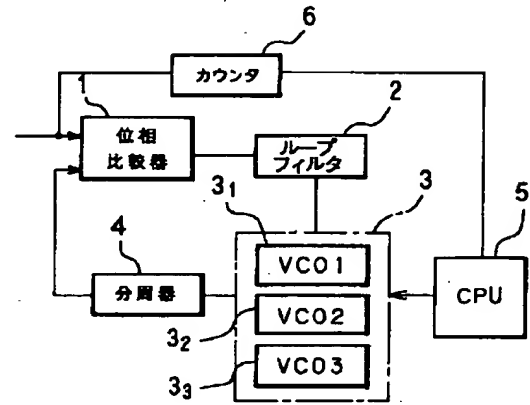 6
カウンタ
1
位相
比較器
2
ループ
フィルタ
3
3₁
VCO1
4
分周器
3₂
VCO2
3₃
VCO3
5
CPU